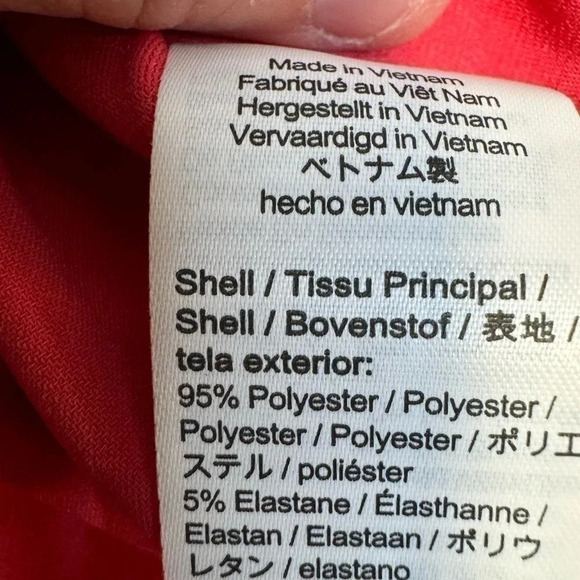 Made in Vietnam
Fabriqué au Viêt Nam
Hergestellt in Vietnam
Vervaardigd in Vietnam
ベトナム製
hecho en vietnam
Shell / Tissu Principal /
Shell / Bovenstof / 表地 /
tela exterior:
95% Polyester / Polyester /
Polyester / Polyester / ポリエ
ステル / poliéster
5% Elastane / Élasthanne /
Elastan / Elastaan / ポリウ
レタン / elastano